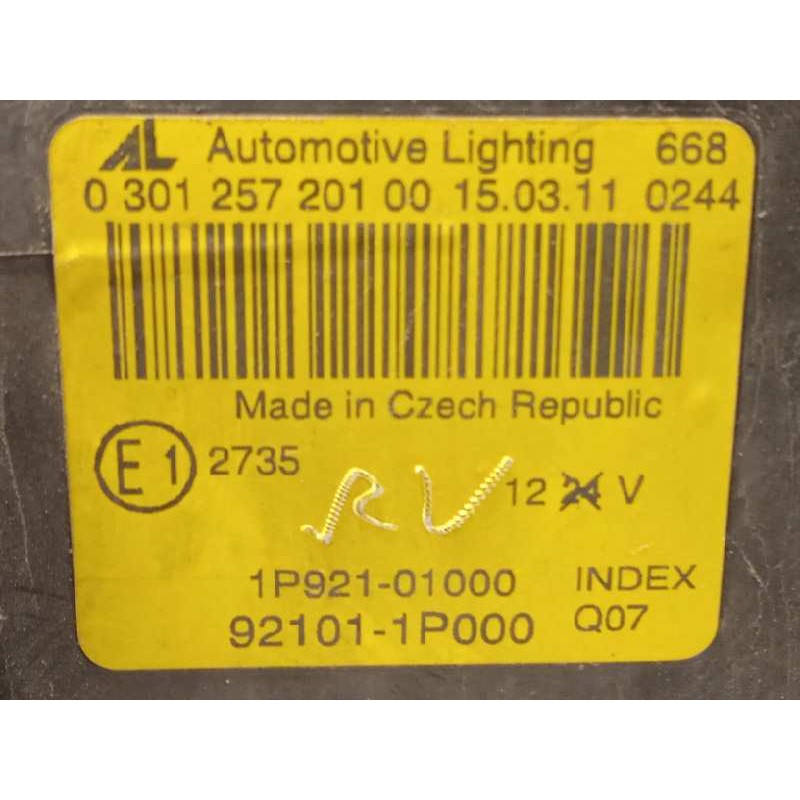 AL Automotive Lighting 668
0 301 257 201 00 15.03.11 0244
Made in Czech Republic
E1 2735
RV
12 24 V
1P921-01000 INDEX
92101-1P000 Q07